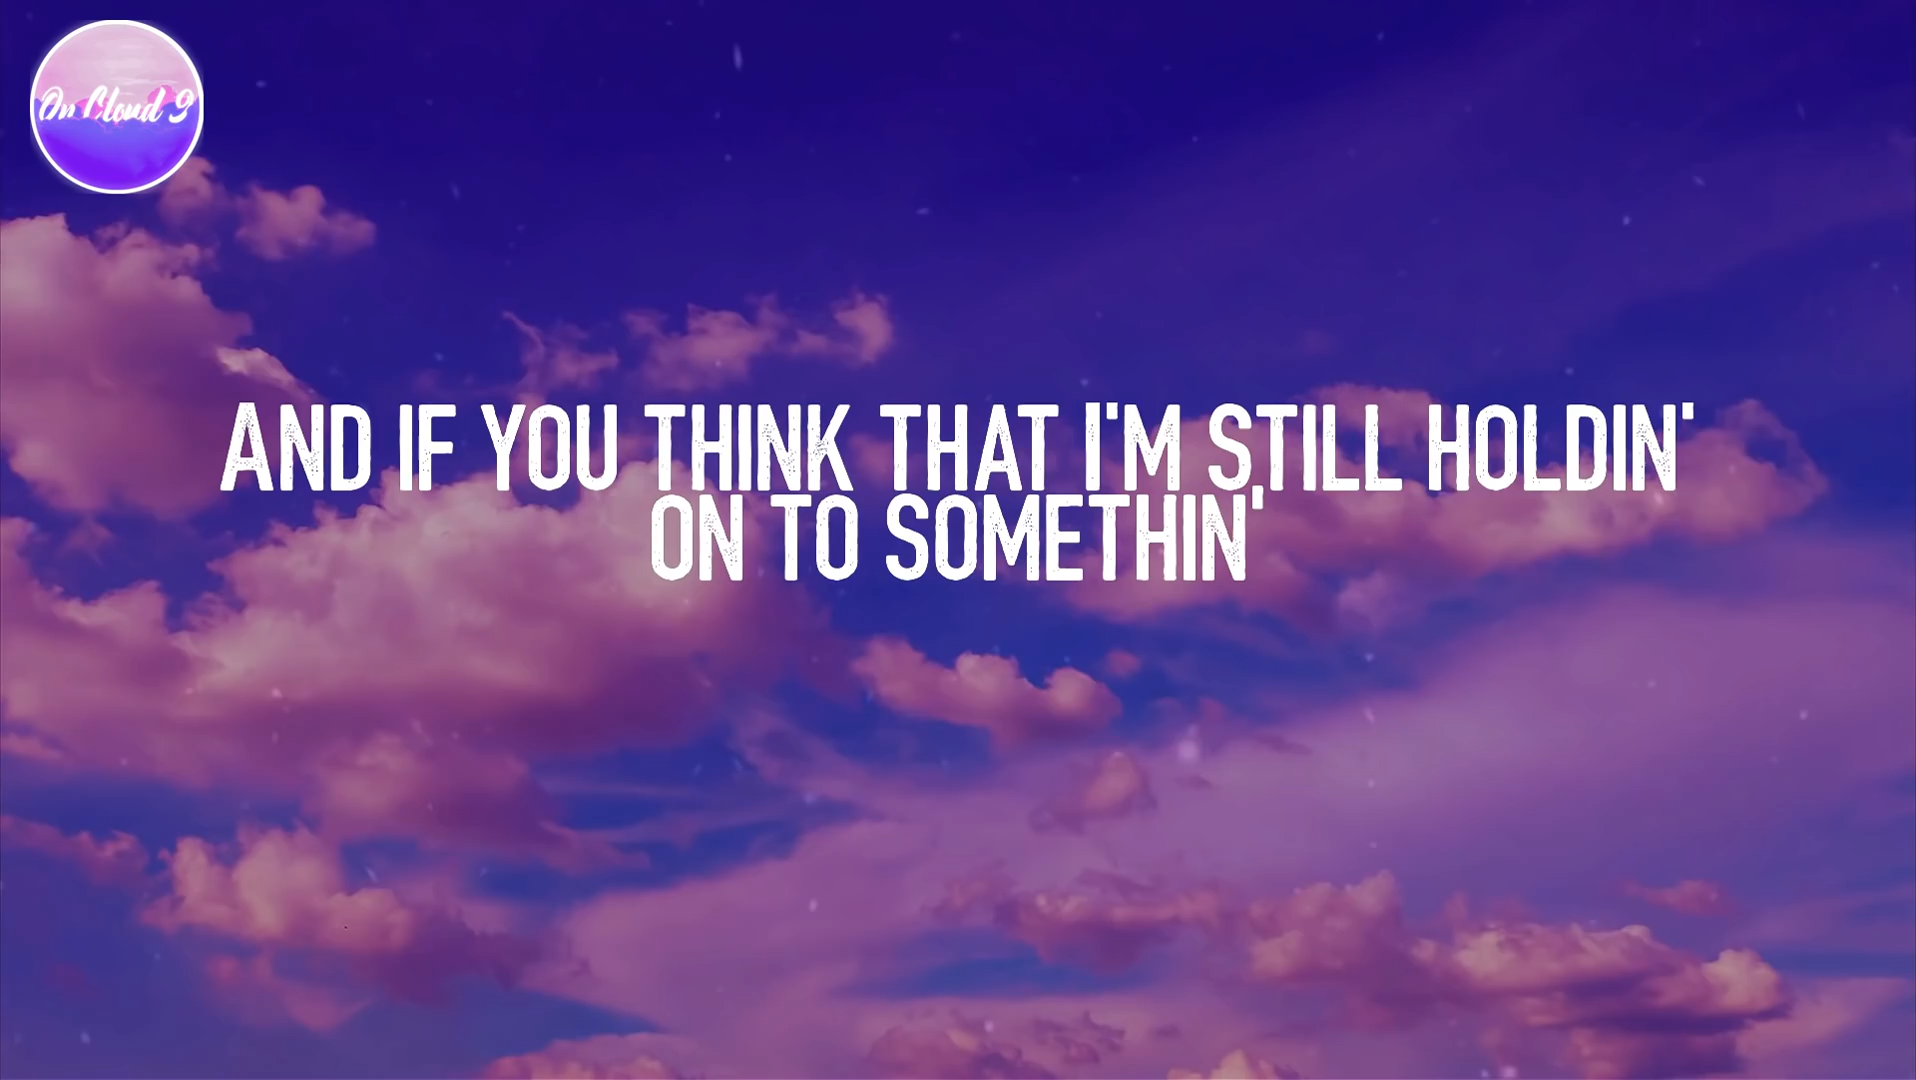 On Cloud 9
AND IF YOU THINK THAT I'M STILL HOLDIN'
ON TO SOMETHIN'